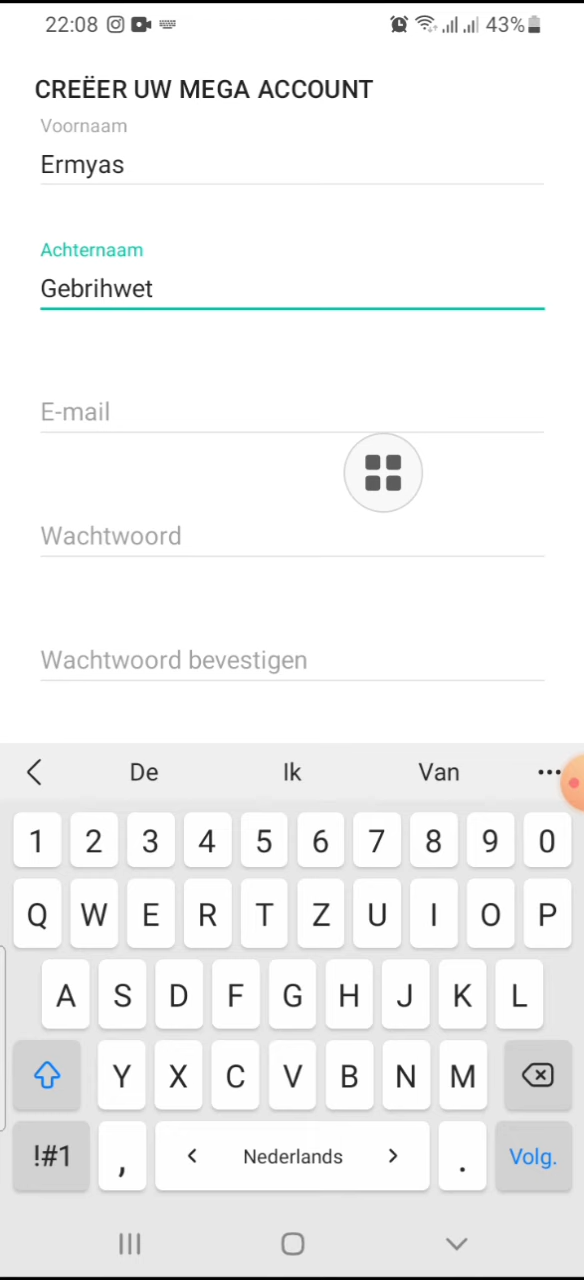 22:08 43%
CREËER UW MEGA ACCOUNT
Voornaam
Ermyas
Achternaam
Gebrihwet
E-mail
Wachtwoord
Wachtwoord bevestigen
De Ik Van
1 2 3 4 5 6 7 8 9 0
Q W E R T Z U I O P
A S D F G H J K L
Y X C V B N M
!#1 , < Nederlands > . Volg.